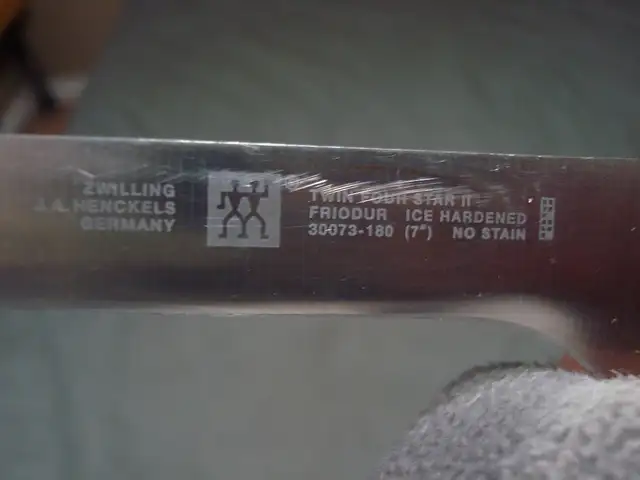 ZWILLING
J.A. HENCKELS
GERMANY
TWIN FOUR STAR II
FRIODUR ICE HARDENED
30073-180 (7") NO STAIN